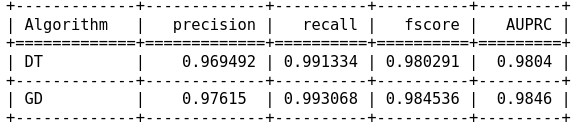 +-------------+-------------+----------+----------+---------+
| Algorithm   |   precision |   recall |   fscore |   AUPRC |
+=============+=============+==========+==========+=========+
| DT          |    0.969492 | 0.991334 | 0.980291 |  0.9804 |
+-------------+-------------+----------+----------+---------+
| GD          |    0.97615  | 0.993068 | 0.984536 |  0.9846 |
+-------------+-------------+----------+----------+---------+